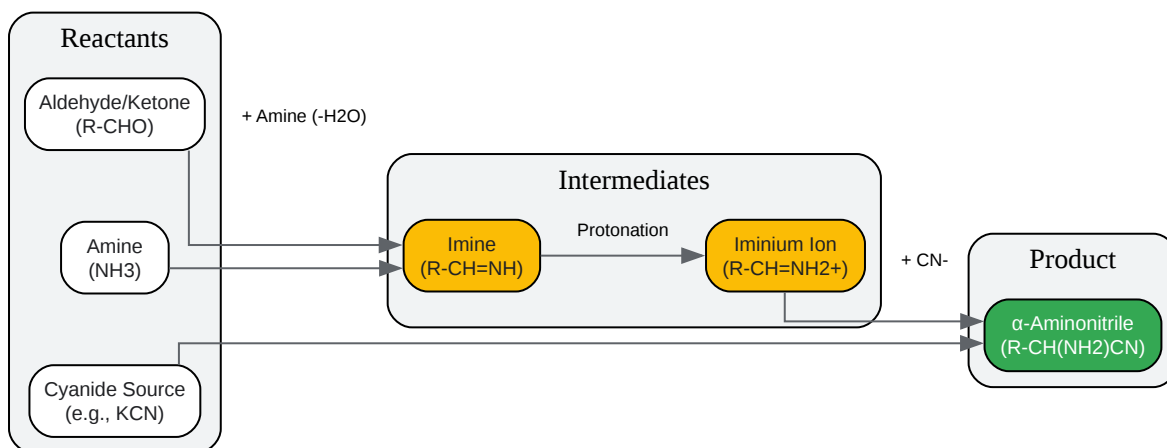 Reactants
Aldehyde/Ketone
(R-CHO)
+ Amine (-H2O)
Amine
(NH3)
Cyanide Source
(e.g., KCN)
Intermediates
Imine
(R-CH=NH)
Protonation
Iminium Ion
(R-CH=NH2+)
+ CN-
Product
α-Aminonitrile
(R-CH(NH2)CN)